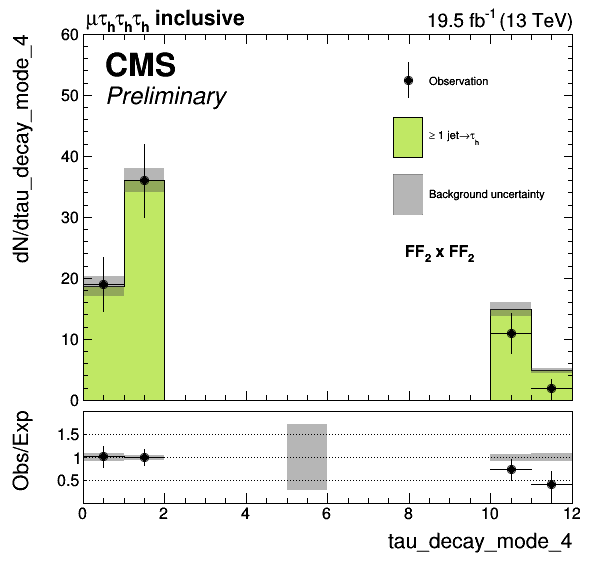 μτₕτₕτₕ inclusive
19.5 fb⁻¹ (13 TeV)
dN/dtau_decay_mode_4
60
50
40
30
20
10
0
CMS
Preliminary
Observation
≥ 1 jet→τₕ
Background uncertainty
FF₂ x FF₂
Obs/Exp
1.5
1
0.5
0 2 4 6 8 10 12
tau_decay_mode_4